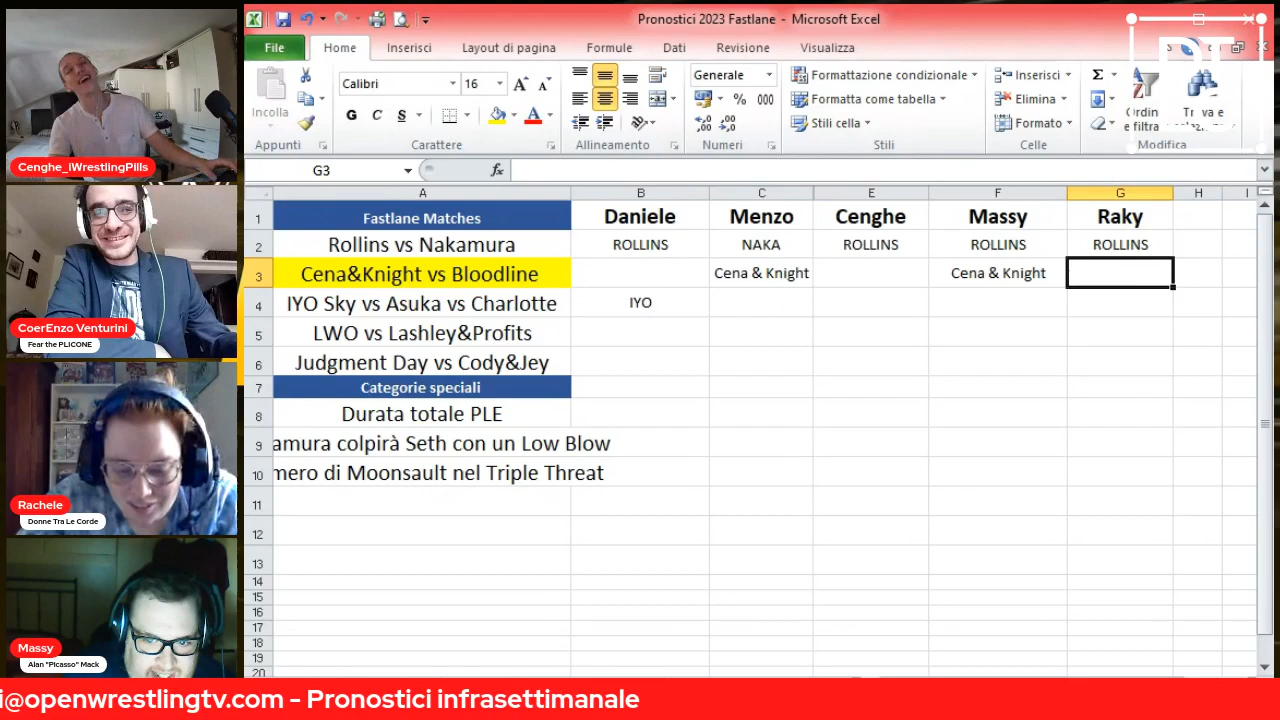 Pronostici 2023 Fastlane - Microsoft Excel
File Home Inserisci Layout di pagina Formule Dati Revisione Visualizza
Incolla
Calibri 16
G C S
Generale
% 000
Formattazione condizionale
Formatta come tabella
Stili cella
Inserisci
Elimina
Formato
Σ
Ordin
e filtra
Appunti Carattere Allineamento Numeri Stili Celle Modifica
G3 fx
A B C D E F G H I
1 Fastlane Matches Daniele Menzo Cenghe Massy Raky
2 Rollins vs Nakamura ROLLINS NAKA ROLLINS ROLLINS ROLLINS
3 Cena&Knight vs Bloodline Cena & Knight Cena & Knight
4 IYO Sky vs Asuka vs Charlotte IYO
5 LWO vs Lashley&Profits
6 Judgment Day vs Cody&Jey
7 Categorie speciali
8 Durata totale PLE
9 amura colpirà Seth con un Low Blow
10 mero di Moonsault nel Triple Threat
11
12
13
14
15
16
17
18
19
20
Cenghe_iWrestlingPills
CoerEnzo Venturini
Fear the PLICONE
Rachele
Donne Tra Le Corde
Massy
Alan "Picasso" Mack
i@openwrestlingtv.com - Pronostici infrasettimanale